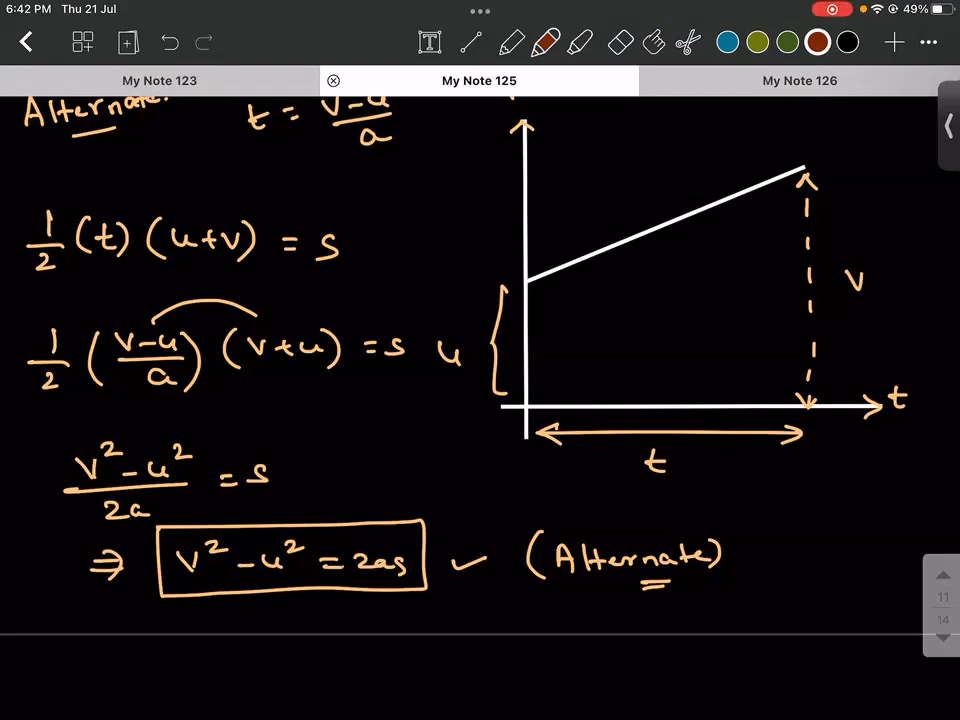 6:42 PM Thu 21 Jul
49%
My Note 123
My Note 125
My Note 126
Alternate.
t = v-u/a
1/2 (t) (u+v) = s
1/2 (v-u/a) (v+u) = s
u
v
t
t
v² - u²/2a = s
⇒ v² - u² = 2as ✓ (Alternate)
11
14